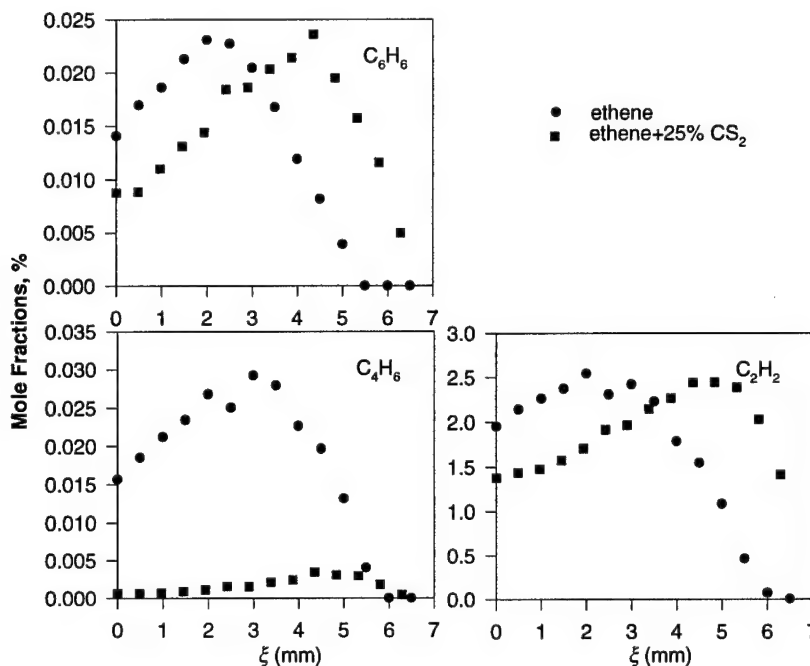 0.025
0.020
0.015
0.010
0.005
0.000
C₆H₆
0 1 2 3 4 5 6 7
ethene
ethene+25% CS₂
Mole Fractions, %
0.035
0.030
0.025
0.020
0.015
0.010
0.005
0.000
C₄H₆
0 1 2 3 4 5 6 7
ξ (mm)
3.0
2.5
2.0
1.5
1.0
0.5
0.0
C₂H₂
0 1 2 3 4 5 6 7
ξ (mm)